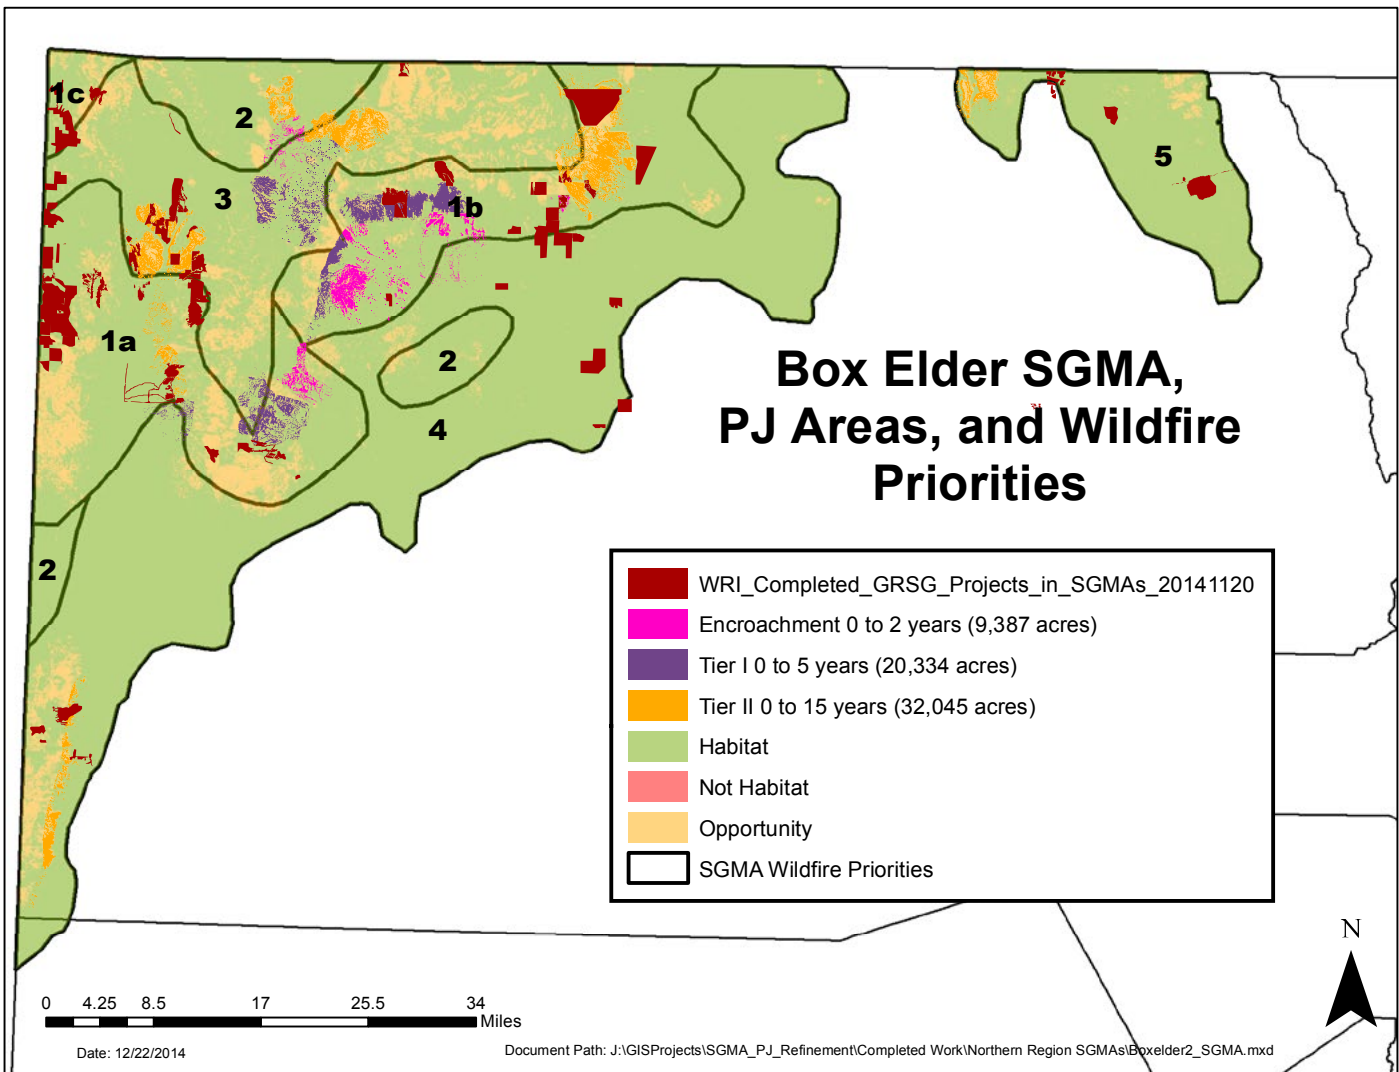 1c
2
3
1b
5
1a
2
4
2
Box Elder SGMA,
PJ Areas, and Wildfire
Priorities
WRI_Completed_GRSG_Projects_in_SGMAs_20141120
Encroachment 0 to 2 years (9,387 acres)
Tier I 0 to 5 years (20,334 acres)
Tier II 0 to 15 years (32,045 acres)
Habitat
Not Habitat
Opportunity
SGMA Wildfire Priorities
N
0 4.25 8.5 17 25.5 34
Miles
Date: 12/22/2014
Document Path: J:\GISProjects\SGMA_PJ_Refinement\Completed Work\Northern Region SGMAs\Boxelder2_SGMA.mxd